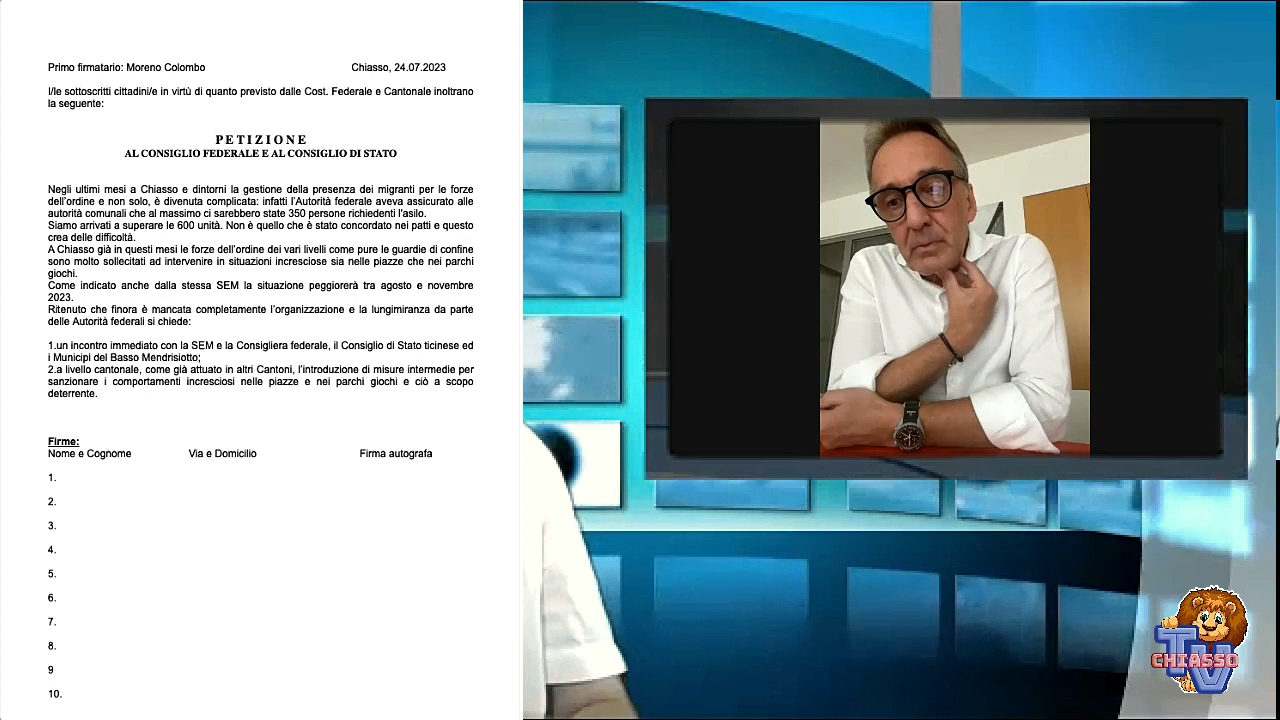 Primo firmatario: Moreno Colombo Chiasso, 24.07.2023
I/le sottoscritti cittadini/e in virtù di quanto previsto dalle Cost. Federale e Cantonale inoltrano
la seguente:
P E T I Z I O N E
AL CONSIGLIO FEDERALE E AL CONSIGLIO DI STATO
Negli ultimi mesi a Chiasso e dintorni la gestione della presenza dei migranti per le forze
dell'ordine e non solo, è divenuta complicata: infatti l'Autorità federale aveva assicurato alle
autorità comunali che al massimo ci sarebbero state 350 persone richiedenti l'asilo.
Siamo arrivati a superare le 600 unità. Non è quello che è stato concordato nei patti e questo
crea delle difficoltà.
A Chiasso già in questi mesi le forze dell'ordine dei vari livelli come pure le guardie di confine
sono molto sollecitati ad intervenire in situazioni incresciose sia nelle piazze che nei parchi
giochi.
Come indicato anche dalla stessa SEM la situazione peggiorerà tra agosto e novembre
2023.
Ritenuto che finora è mancata completamente l'organizzazione e la lungimiranza da parte
delle Autorità federali si chiede:
1.un incontro immediato con la SEM e la Consigliera federale, il Consiglio di Stato ticinese ed
i Municipi del Basso Mendrisiotto;
2.a livello cantonale, come già attuato in altri Cantoni, l'introduzione di misure intermedie per
sanzionare i comportamenti incresciosi nelle piazze e nei parchi giochi e ciò a scopo
deterrente.
Firme:
Nome e Cognome Via e Domicilio Firma autografa
1.
2.
3.
4.
5.
6.
7.
8.
9
10.
TV
CHIASSO